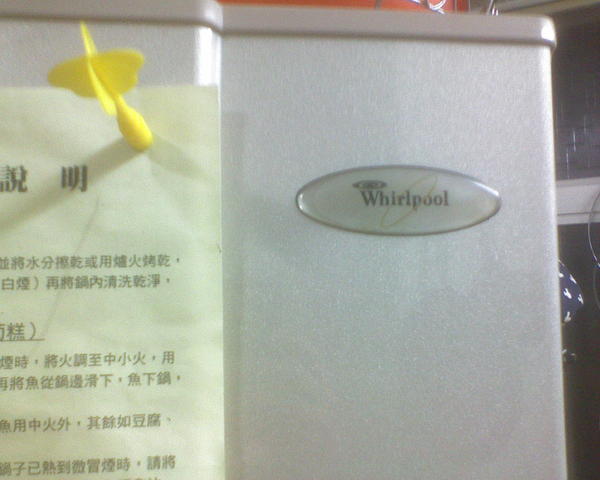 說 明
並將水分擦乾或用爐火烤乾，
白煙）再將鍋內清洗乾淨，
糕）
煙時，將火調至中小火，用
再將魚從鍋邊滑下，魚下鍋，
魚用中火外，其餘如豆腐、
鍋子已熱到微冒煙時，請將
Whirlpool